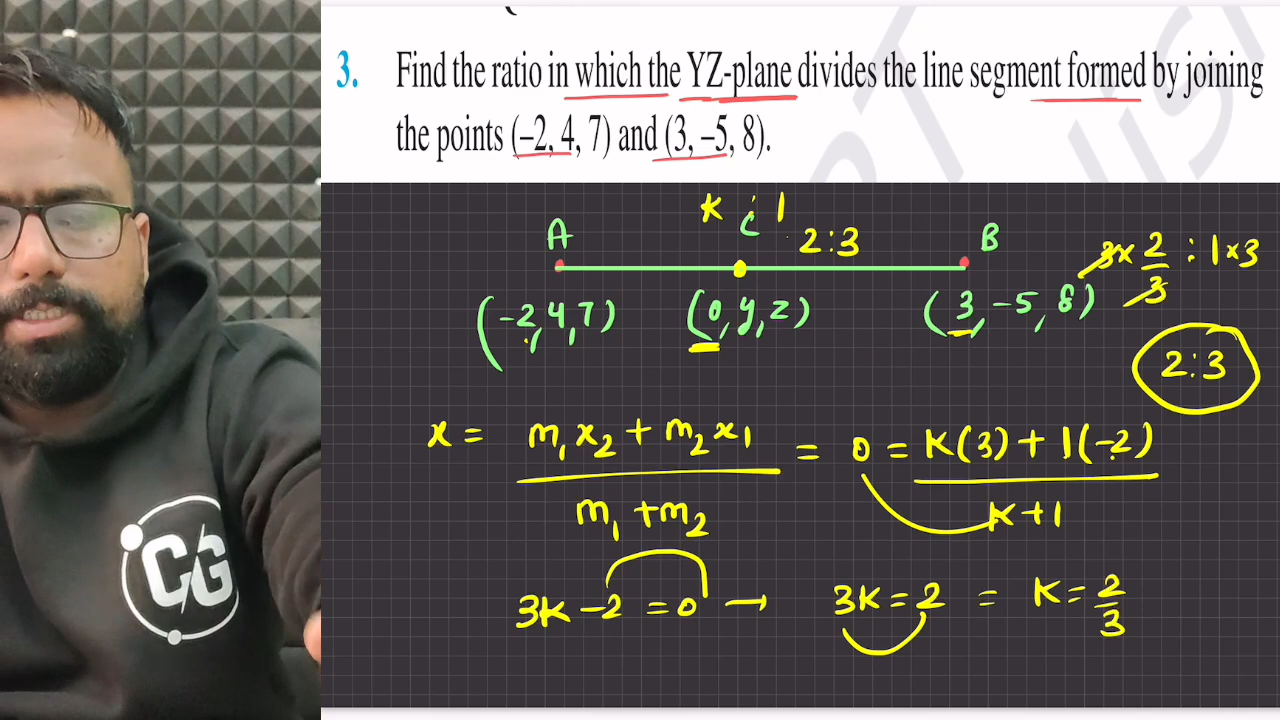 3. Find the ratio in which the YZ-plane divides the line segment formed by joining
the points (–2, 4, 7) and (3, –5, 8).
K : 1
A C 2:3 B
3× 2/3 : 1×3
(-2,4,7) (0,y,z) (3,-5,8)
2:3
x = m₁x₂ + m₂x₁ / m₁ + m₂ = 0 = K(3) + 1(-2) / K+1
3K - 2 = 0 → 3K = 2 = K = 2/3
CG